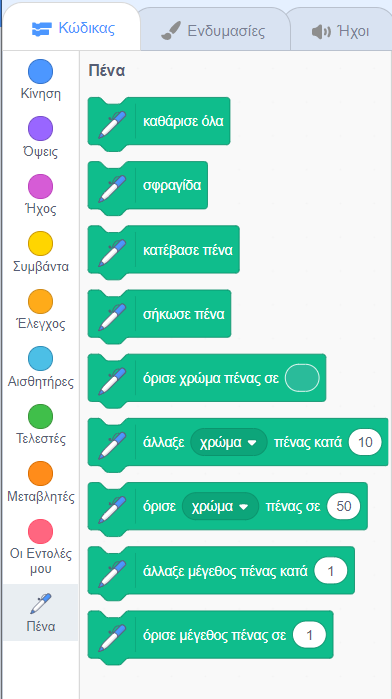 Κώδικας
Ενδυμασίες
Ήχοι
Κίνηση
Όψεις
Ήχος
Συμβάντα
Έλεγχος
Αισθητήρες
Τελεστές
Μεταβλητές
Οι Εντολές
μου
Πένα
Πένα
καθάρισε όλα
σφραγίδα
κατέβασε πένα
σήκωσε πένα
όρισε χρώμα πένας σε
άλλαξε χρώμα πένας κατά 10
όρισε χρώμα πένας σε 50
άλλαξε μέγεθος πένας κατά 1
όρισε μέγεθος πένας σε 1